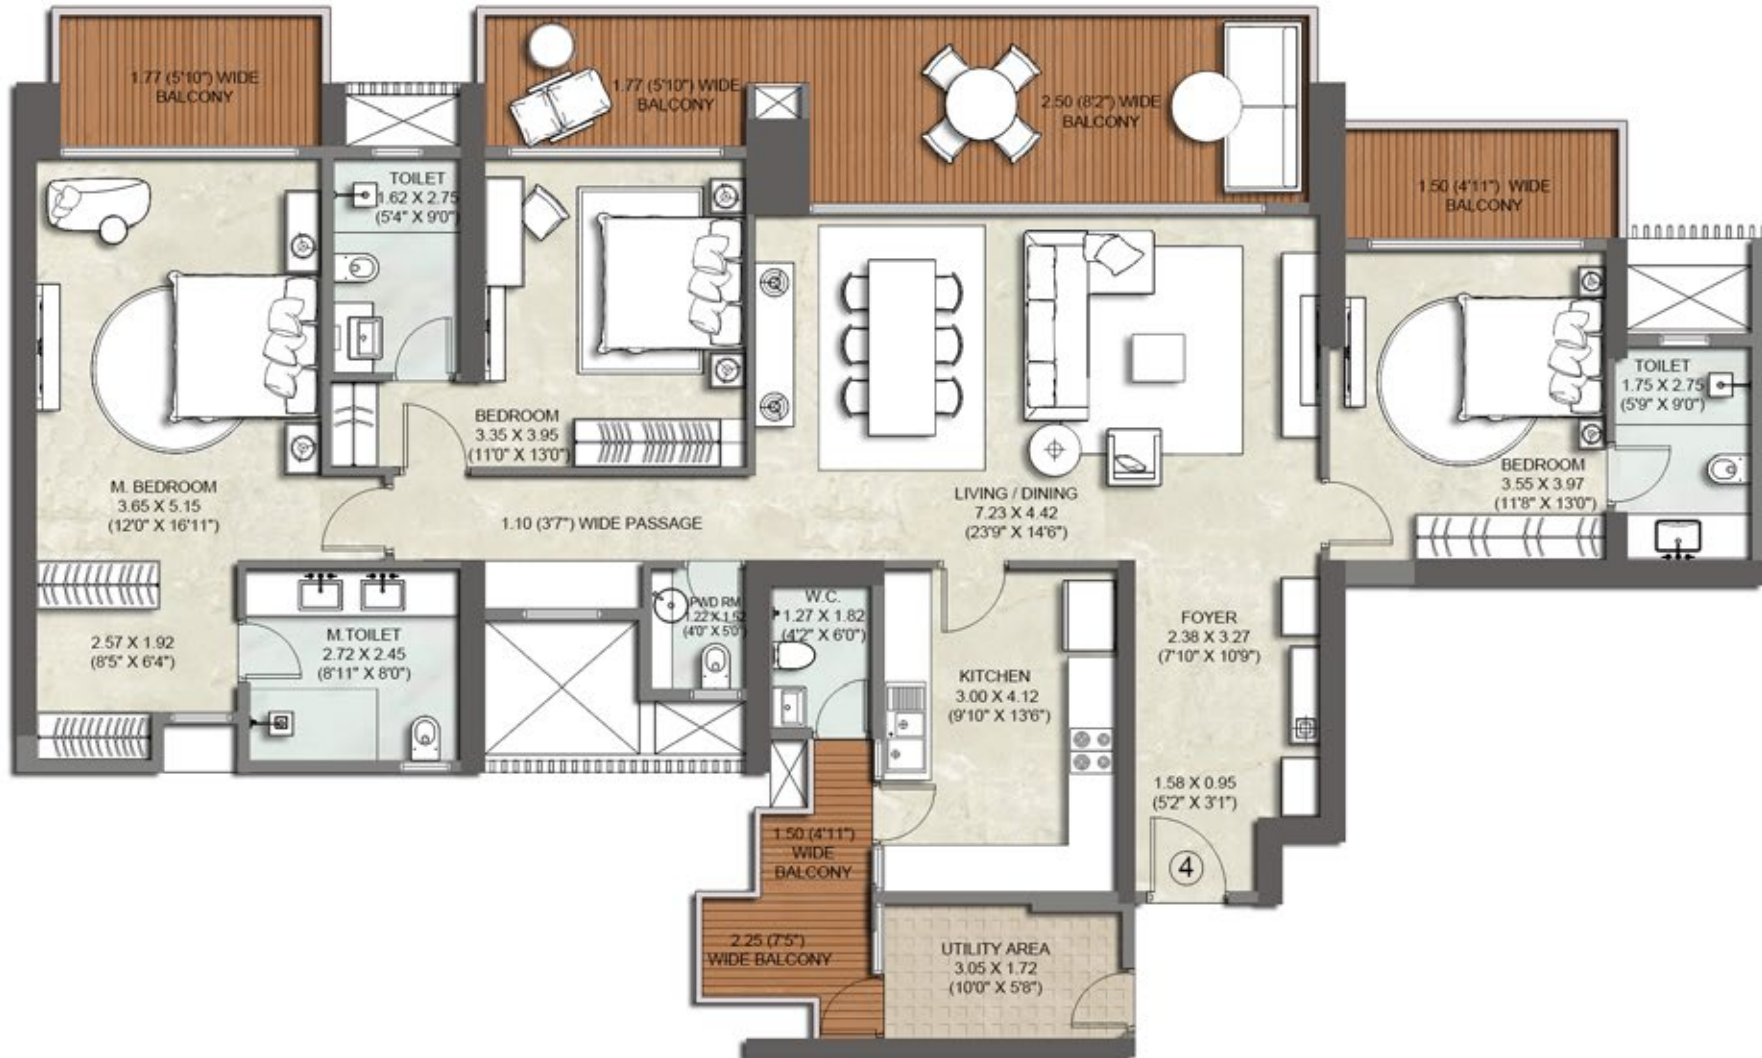 1.77 (5'10") WIDE
BALCONY
1.77 (5'10") WIDE
BALCONY
2.50 (8'2") WIDE
BALCONY
1.50 (4'11") WIDE
BALCONY
TOILET
1.62 X 2.75
(5'4" X 9'0")
TOILET
1.75 X 2.75
(5'9" X 9'0")
BEDROOM
3.35 X 3.95
(11'0" X 13'0")
BEDROOM
3.55 X 3.97
(11'8" X 13'0")
M. BEDROOM
3.65 X 5.15
(12'0" X 16'11")
LIVING / DINING
7.23 X 4.42
(23'9" X 14'6")
1.10 (3'7") WIDE PASSAGE
PWD RM
1.22 X 1.52
(4'0" X 5'0")
W.C.
1.27 X 1.82
(4'2" X 6'0")
FOYER
2.38 X 3.27
(7'10" X 10'9")
2.57 X 1.92
(8'5" X 6'4")
M.TOILET
2.72 X 2.45
(8'11" X 8'0")
KITCHEN
3.00 X 4.12
(9'10" X 13'6")
1.58 X 0.95
(5'2" X 3'1")
1.50 (4'11")
WIDE
BALCONY
4
2.25 (7'5")
WIDE BALCONY
UTILITY AREA
3.05 X 1.72
(10'0" X 5'8")